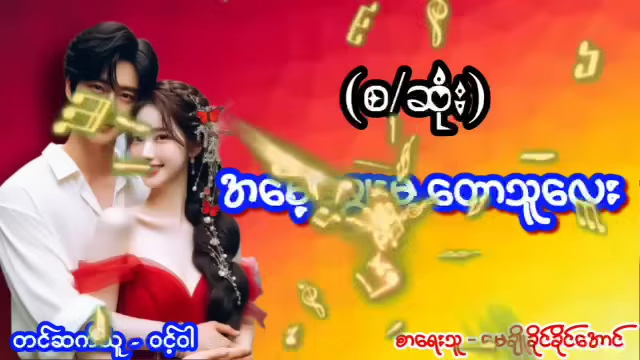 (စ/ဆုံး)
တောသူလေး
တင်ဆက်သူ - ဝင့်ဝါ
စာရေးသူ - ခိုင်ခိုင်အောင်